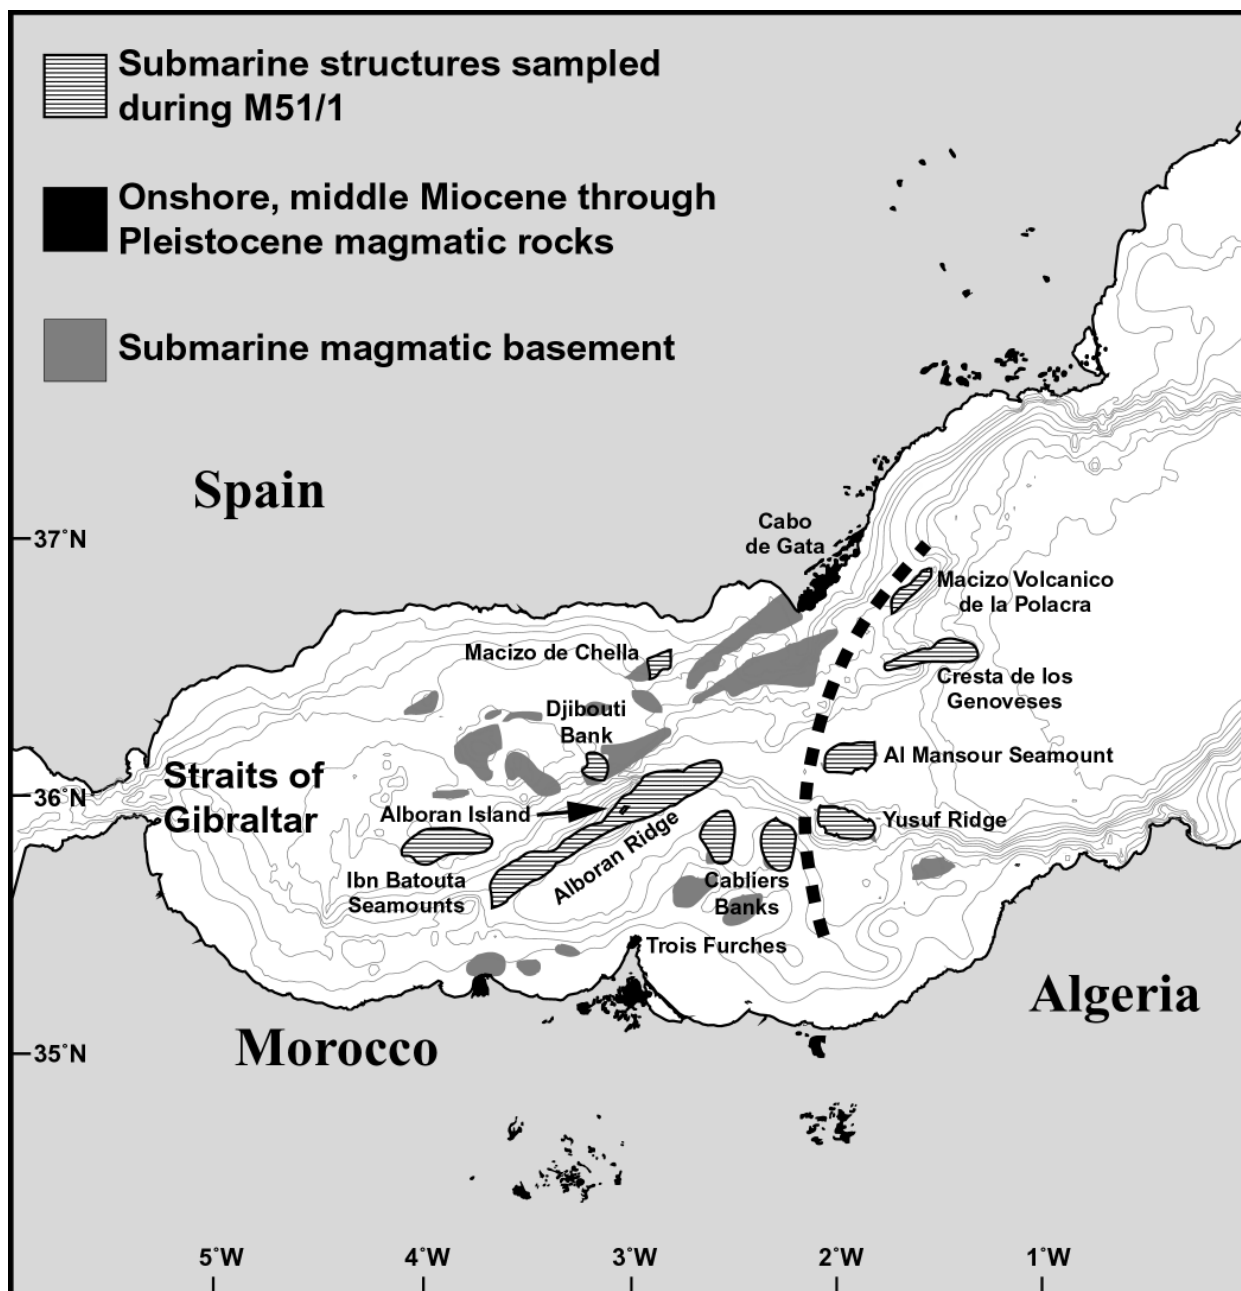 Submarine structures sampled
during M51/1
Onshore, middle Miocene through
Pleistocene magmatic rocks
Submarine magmatic basement
Spain
37°N
Cabo
de Gata
Macizo Volcanico
de la Polacra
Macizo de Chella
Cresta de los
Genoveses
Djibouti
Bank
Al Mansour Seamount
Straits of
Gibraltar
36°N
Alboran Island
Yusuf Ridge
Alboran Ridge
Ibn Batouta
Seamounts
Cabliers
Banks
Trois Furches
Algeria
Morocco
35°N
5°W
4°W
3°W
2°W
1°W